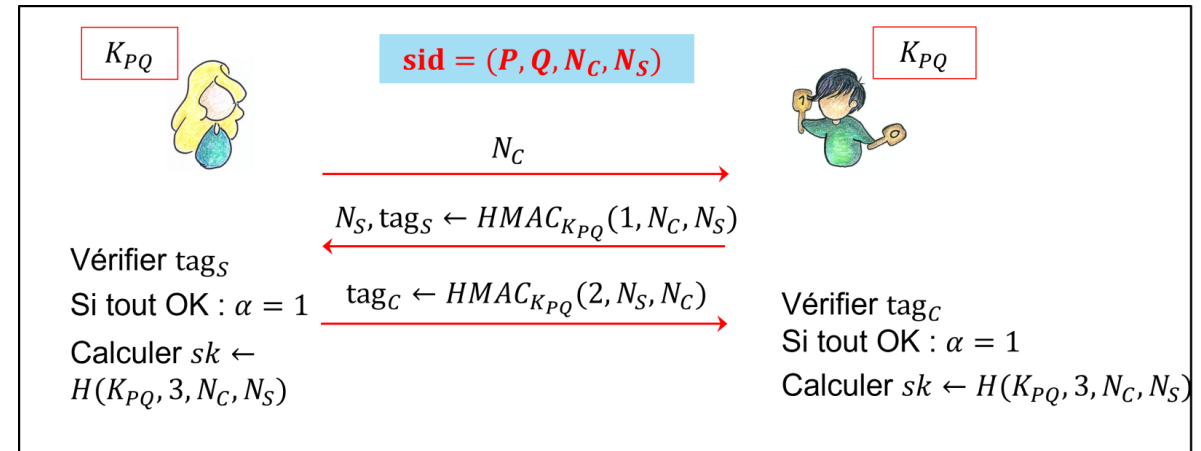 K_{PQ}
sid = (P, Q, N_C, N_S)
K_{PQ}
1
N_C
N_S, tag_S ← HMAC_{K_{PQ}}(1, N_C, N_S)
Vérifier tag_S
Si tout OK : α = 1
tag_C ← HMAC_{K_{PQ}}(2, N_S, N_C)
Calculer sk ←
H(K_{PQ}, 3, N_C, N_S)
Vérifier tag_C
Si tout OK : α = 1
Calculer sk ← H(K_{PQ}, 3, N_C, N_S)